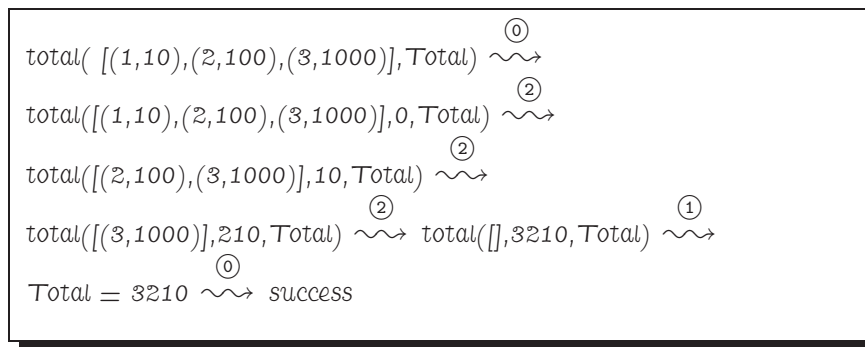 total( [(1,10),(2,100),(3,1000)],Total) ⓪⇝
total([(1,10),(2,100),(3,1000)],0,Total) ②⇝
total([(2,100),(3,1000)],10,Total) ②⇝
total([(3,1000)],210,Total) ②⇝ total([],3210,Total) ①⇝
Total = 3210 ⓪⇝ success